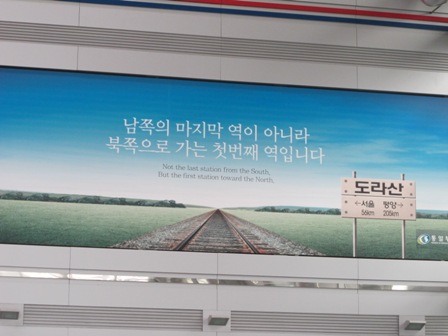 남쪽의 마지막 역이 아니라
북쪽으로 가는 첫번째 역입니다
Not the last station from the South,
But the first station toward the North.
도라산
←서울 평양→
56km 205km